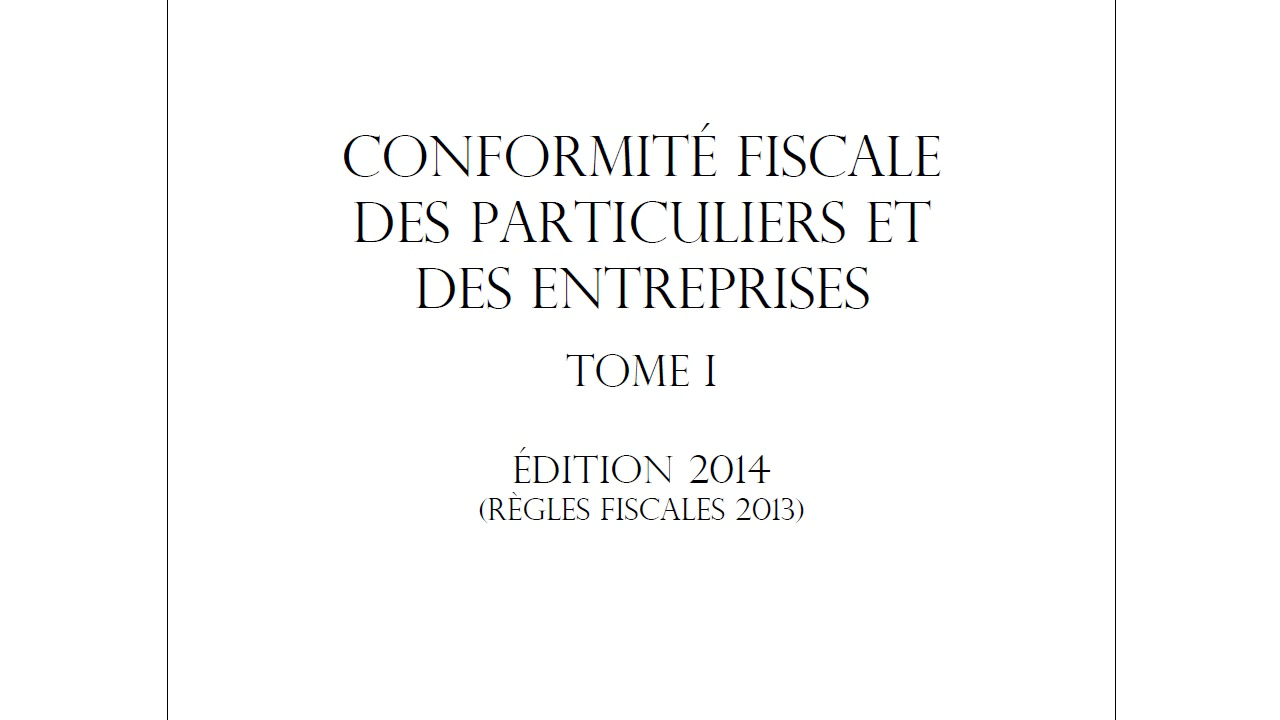 CONFORMITÉ FISCALE
DES PARTICULIERS ET
DES ENTREPRISES
TOME I
ÉDITION 2014
(RÈGLES FISCALES 2013)